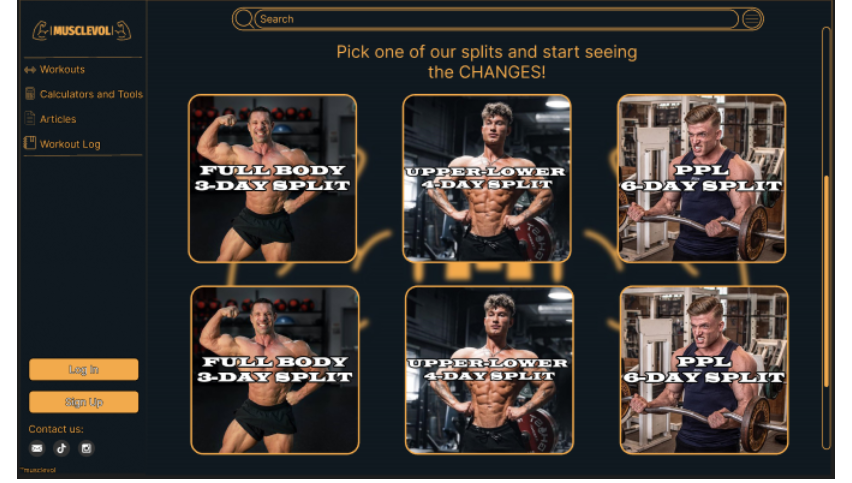 MUSCLEVOL
Search
Workouts
Calculators and Tools
Articles
Workout Log
Pick one of our splits and start seeing
the CHANGES!
FULL BODY
3-DAY SPLIT
UPPER-LOWER
4-DAY SPLIT
PPL
6-DAY SPLIT
FULL BODY
3-DAY SPLIT
UPPER-LOWER
4-DAY SPLIT
PPL
6-DAY SPLIT
Log In
Sign Up
Contact us:
™musclevol